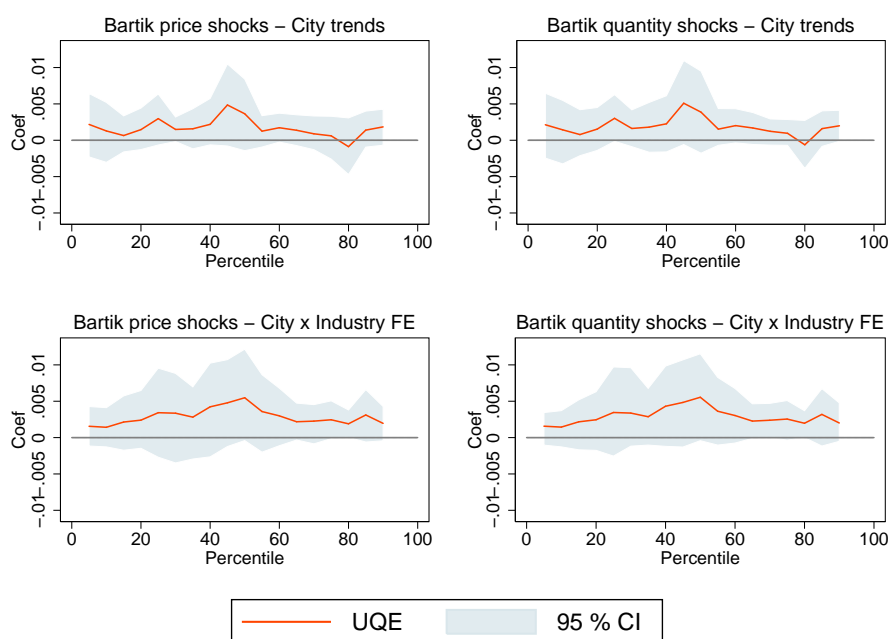 Bartik price shocks – City trends
Bartik quantity shocks – City trends
Coef
-.01 -.005 0 .005 .01
0 20 40 60 80 100
Percentile
Coef
-.01 -.005 0 .005 .01
0 20 40 60 80 100
Percentile
Bartik price shocks – City x Industry FE
Bartik quantity shocks – City x Industry FE
Coef
-.01 -.005 0 .005 .01
0 20 40 60 80 100
Percentile
Coef
-.01 -.005 0 .005 .01
0 20 40 60 80 100
Percentile
UQE 95 % CI